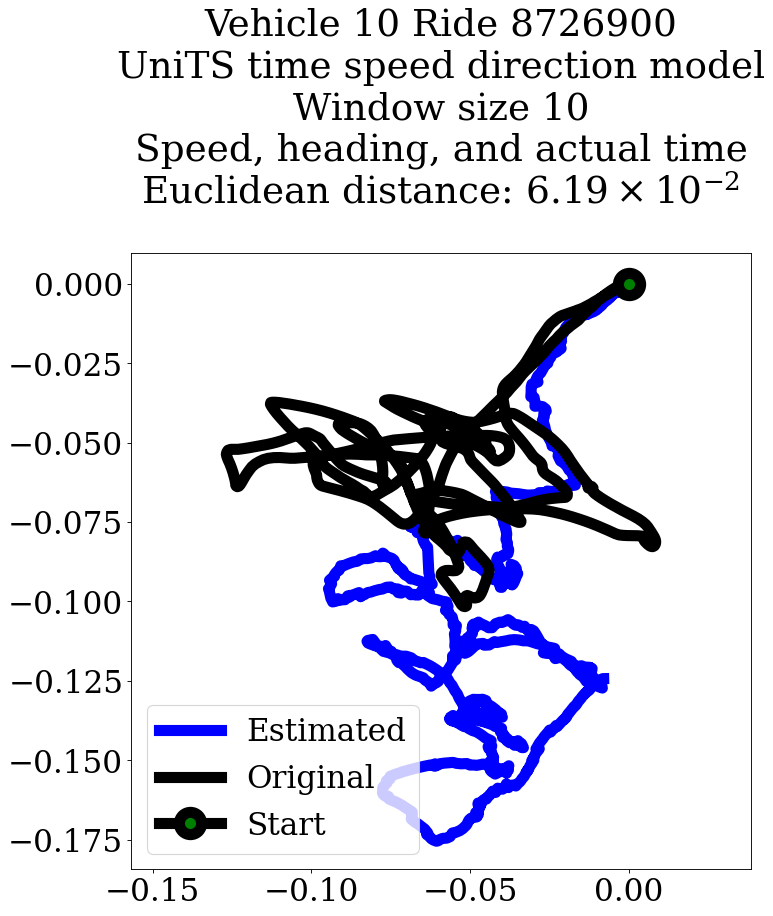 Vehicle 10 Ride 8726900
UniTS time speed direction model
Window size 10
Speed, heading, and actual time
Euclidean distance: 6.19 × 10⁻²
0.000
−0.025
−0.050
−0.075
−0.100
−0.125
−0.150
−0.175
Estimated
Original
Start
−0.15 −0.10 −0.05 0.00